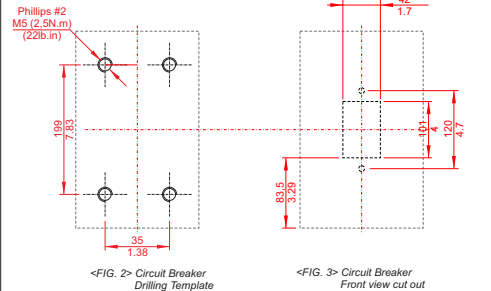 Phillips #2
M5 (2,5N.m)
(22lb.in)
199
7.83
35
1.38
<FIG. 2> Circuit Breaker
Drilling Template
42
1.7
101
4
120
4.7
83,5
3.29
<FIG. 3> Circuit Breaker
Front view cut out